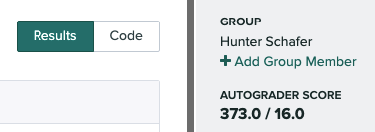 Results Code
GROUP
Hunter Schafer
+ Add Group Member
AUTOGRADER SCORE
373.0 / 16.0